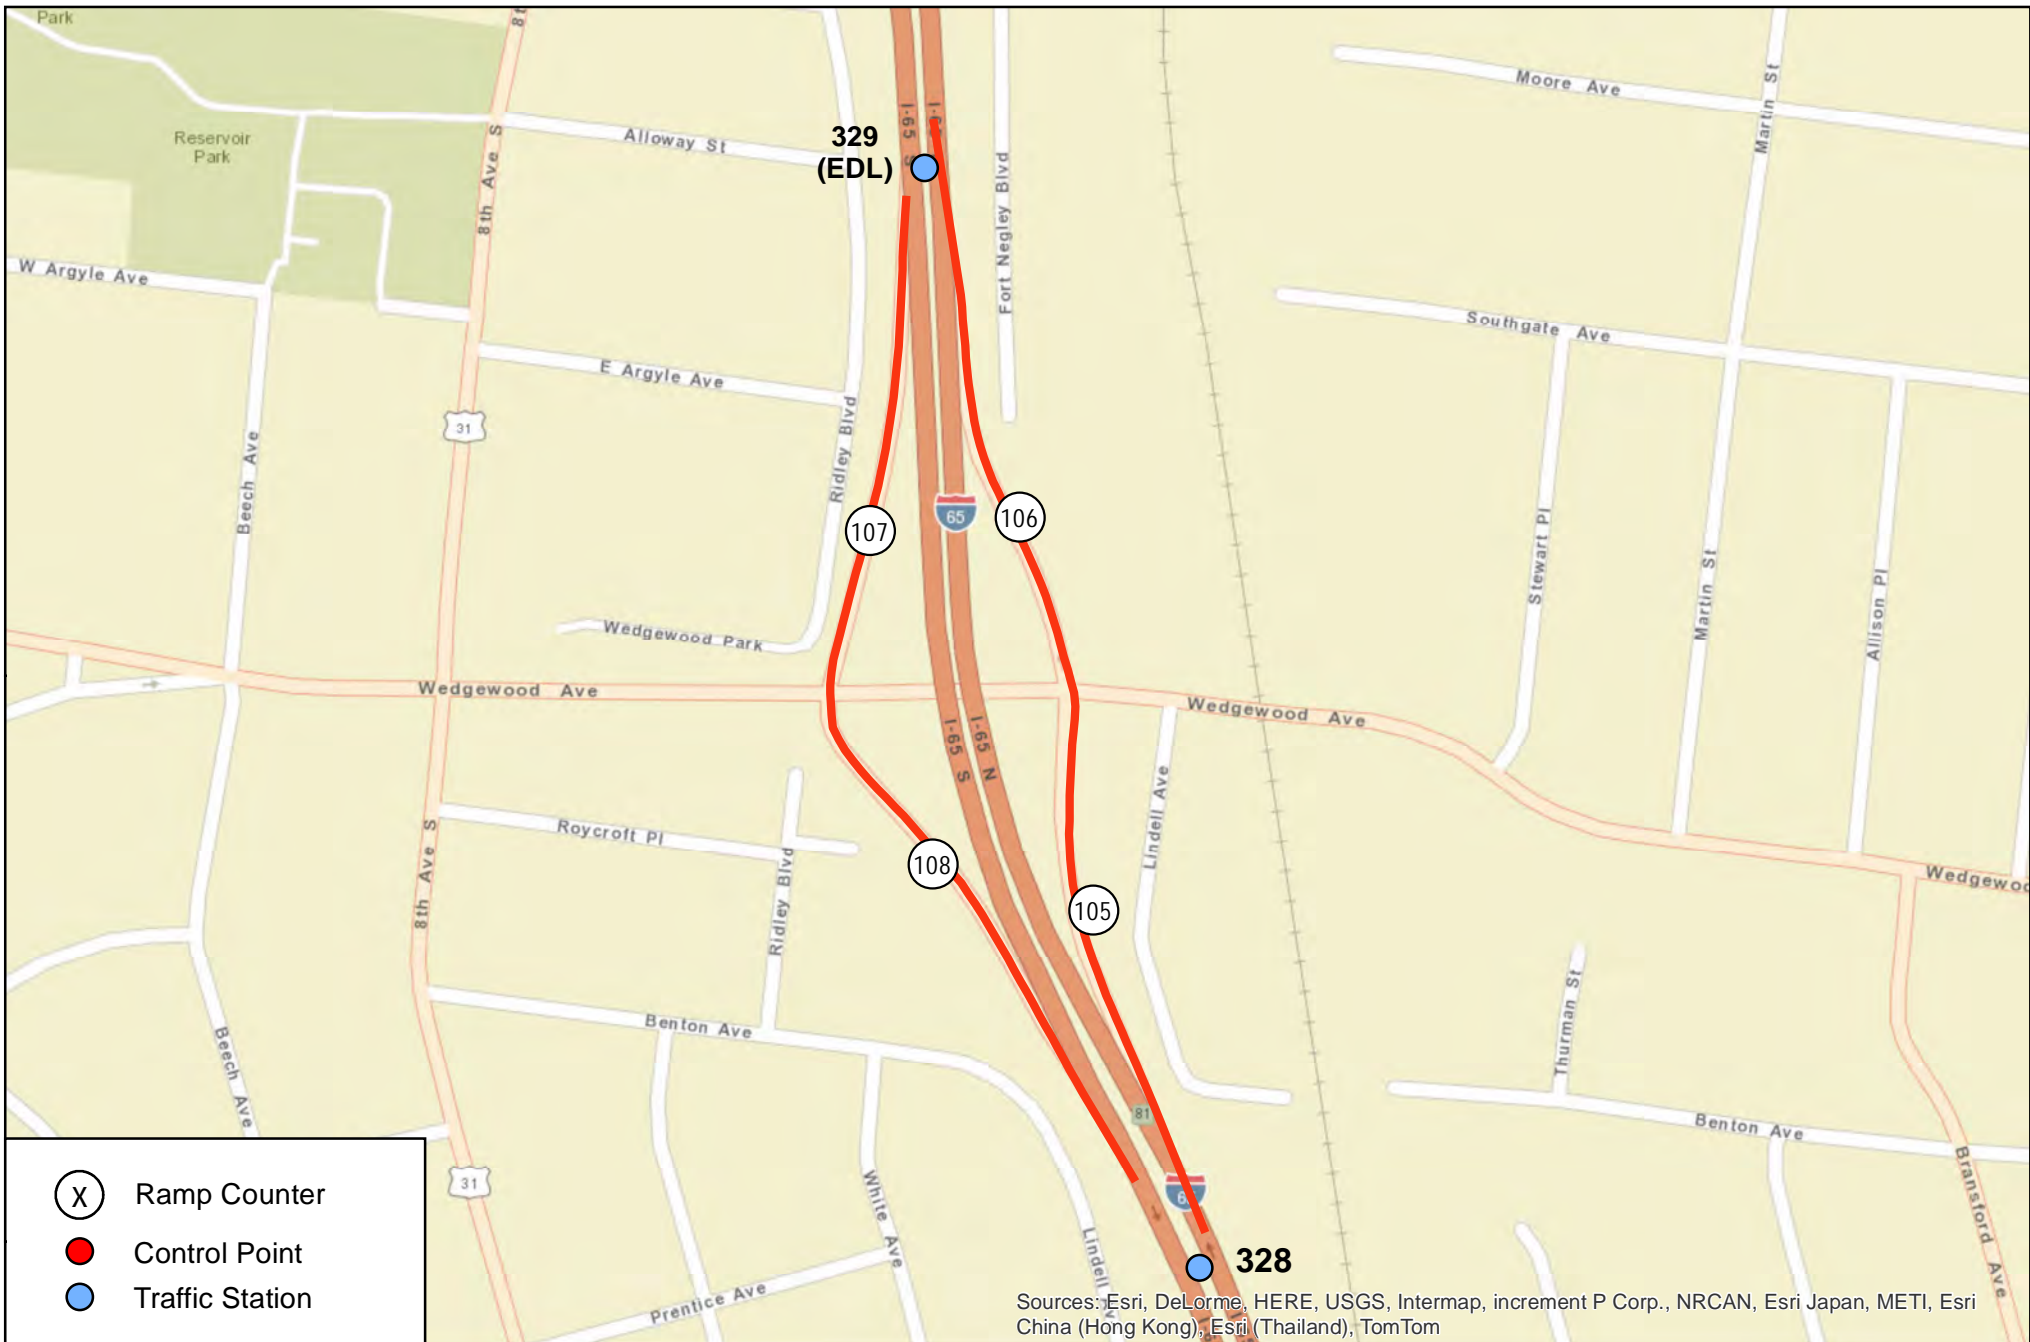 Park
8t
Moore Ave
Martin St
I-65 S
Reservoir
Park
8th Ave S
Alloway St
329
(EDL)
Fort Negley Blvd
W Argyle Ave
Southgate Ave
E Argyle Ave
31
Beech Ave
Ridley Blvd
107
65
106
Stewart Pl
Martin St
Allison Pl
Wedgewood Park
Wedgewood Ave
Wedgewood Ave
I-65 S
I-65 N
Roycroft Pl
8th Ave S
Ridley Blvd
Lindell Ave
108
105
Wedgewoo
Benton Ave
Beech Ave
Thurman St
81
Benton Ave
Bransford Ave
31
White Ave
Lindell
Prentice Ave
328
X Ramp Counter
Control Point
Traffic Station
Sources: Esri, DeLorme, HERE, USGS, Intermap, increment P Corp., NRCAN, Esri Japan, METI, Esri
China (Hong Kong), Esri (Thailand), TomTom